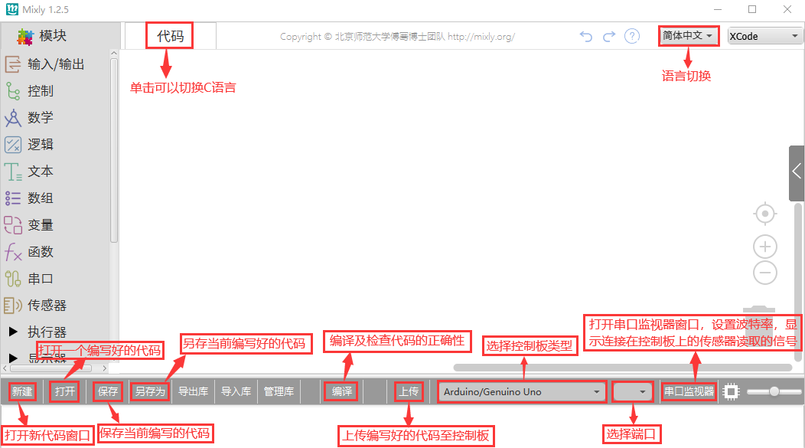 Mixly 1.2.5
模块
代码
Copyright © 北京师范大学傅骞博士团队 http://mixly.org/
简体中文
XCode
单击可以切换C语言
语言切换
输入/输出
控制
数学
逻辑
文本
数组
变量
函数
串口
传感器
执行器
显示器
打开一个编写好的代码
另存当前编写好的代码
编译及检查代码的正确性
选择控制板类型
打开串口监视器窗口，设置波特率，显
示连接在控制板上的传感器读取的信号
新建
打开
保存
另存为
导出库
导入库
管理库
编译
上传
Arduino/Genuino Uno
串口监视器
打开新代码窗口
保存当前编写的代码
上传编写好的代码至控制板
选择端口